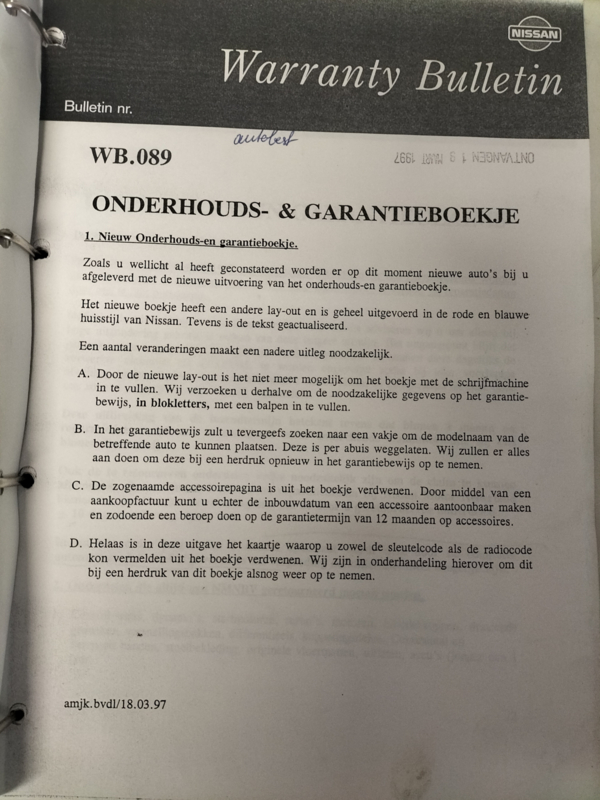 NISSAN
Warranty Bulletin
Bulletin nr.
autobest
WB.089
ONTVANGEN 1 9 MAART 1997
ONDERHOUDS- & GARANTIEBOEKJE
1. Nieuw Onderhouds-en garantieboekje.
Zoals u wellicht al heeft geconstateerd worden er op dit moment nieuwe auto's bij u
afgeleverd met de nieuwe uitvoering van het onderhouds-en garantieboekje.
Het nieuwe boekje heeft een andere lay-out en is geheel uitgevoerd in de rode en blauwe
huisstijl van Nissan. Tevens is de tekst geactualiseerd.
Een aantal veranderingen maakt een nadere uitleg noodzakelijk.
A. Door de nieuwe lay-out is het niet meer mogelijk om het boekje met de schrijfmachine
in te vullen. Wij verzoeken u derhalve om de noodzakelijke gegevens op het garantie-
bewijs, in blokletters, met een balpen in te vullen.
B. In het garantiebewijs zult u tevergeefs zoeken naar een vakje om de modelnaam van de
betreffende auto te kunnen plaatsen. Deze is per abuis weggelaten. Wij zullen er alles
aan doen om deze bij een herdruk opnieuw in het garantiebewijs op te nemen.
C. De zogenaamde accessoirepagina is uit het boekje verdwenen. Door middel van een
aankoopfactuur kunt u echter de inbouwdatum van een accessoire aantoonbaar maken
en zodoende een beroep doen op de garantietermijn van 12 maanden op accessoires.
D. Helaas is in deze uitgave het kaartje waarop u zowel de sleutelcode als de radiocode
kon vermelden uit het boekje verdwenen. Wij zijn in onderhandeling hierover om dit
bij een herdruk van dit boekje alsnog weer op te nemen.
amjk.bvdl/18.03.97